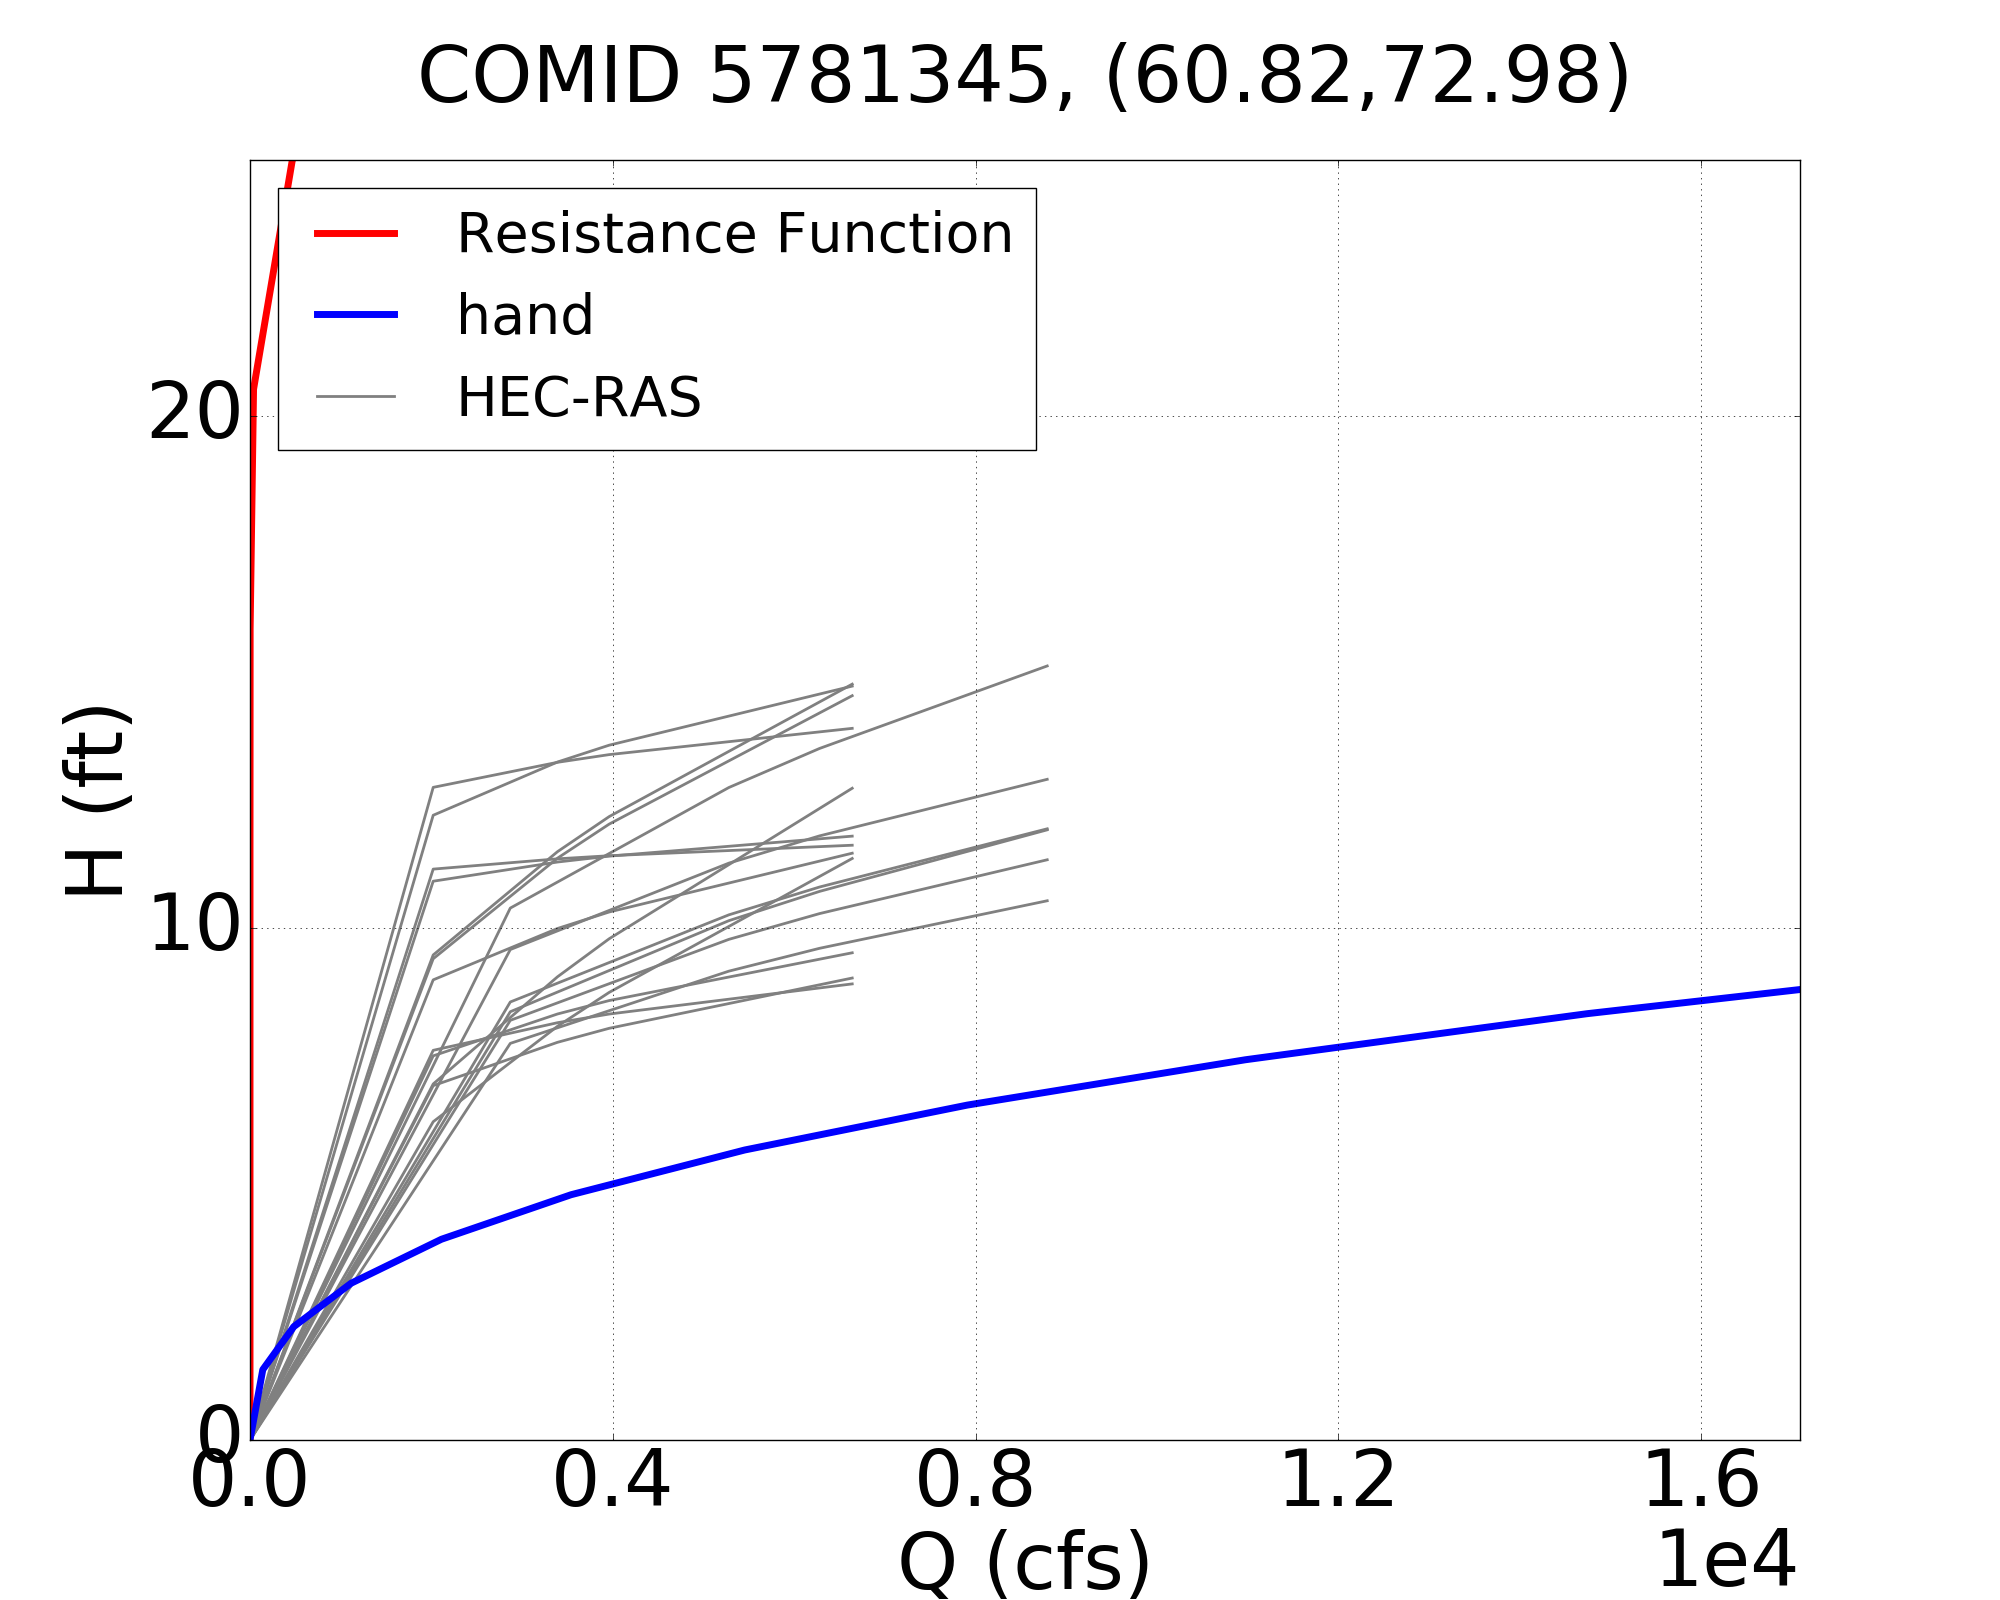 COMID 5781345, (60.82,72.98)
Resistance Function
hand
HEC-RAS
20
10
0
H (ft)
0.0 0.4 0.8 1.2 1.6
1e4
Q (cfs)